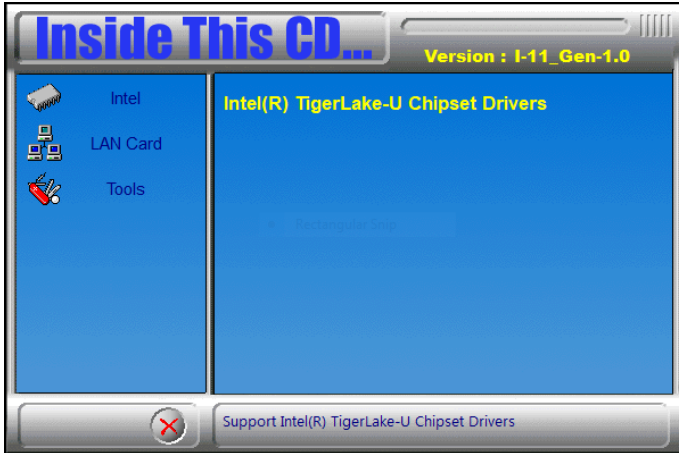 Inside This CD...
Version : I-11_Gen-1.0
Intel
LAN Card
Tools
Intel(R) TigerLake-U Chipset Drivers
Rectangular Snip
Support Intel(R) TigerLake-U Chipset Drivers